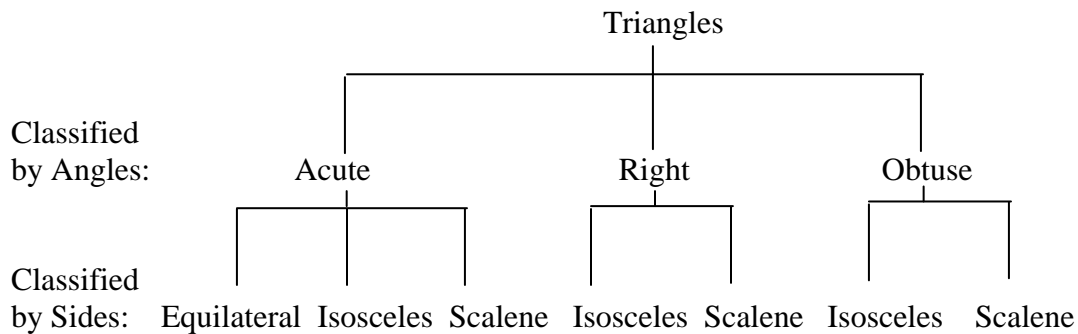 Triangles
Classified
by Angles: Acute Right Obtuse
Classified
by Sides: Equilateral Isosceles Scalene Isosceles Scalene Isosceles Scalene